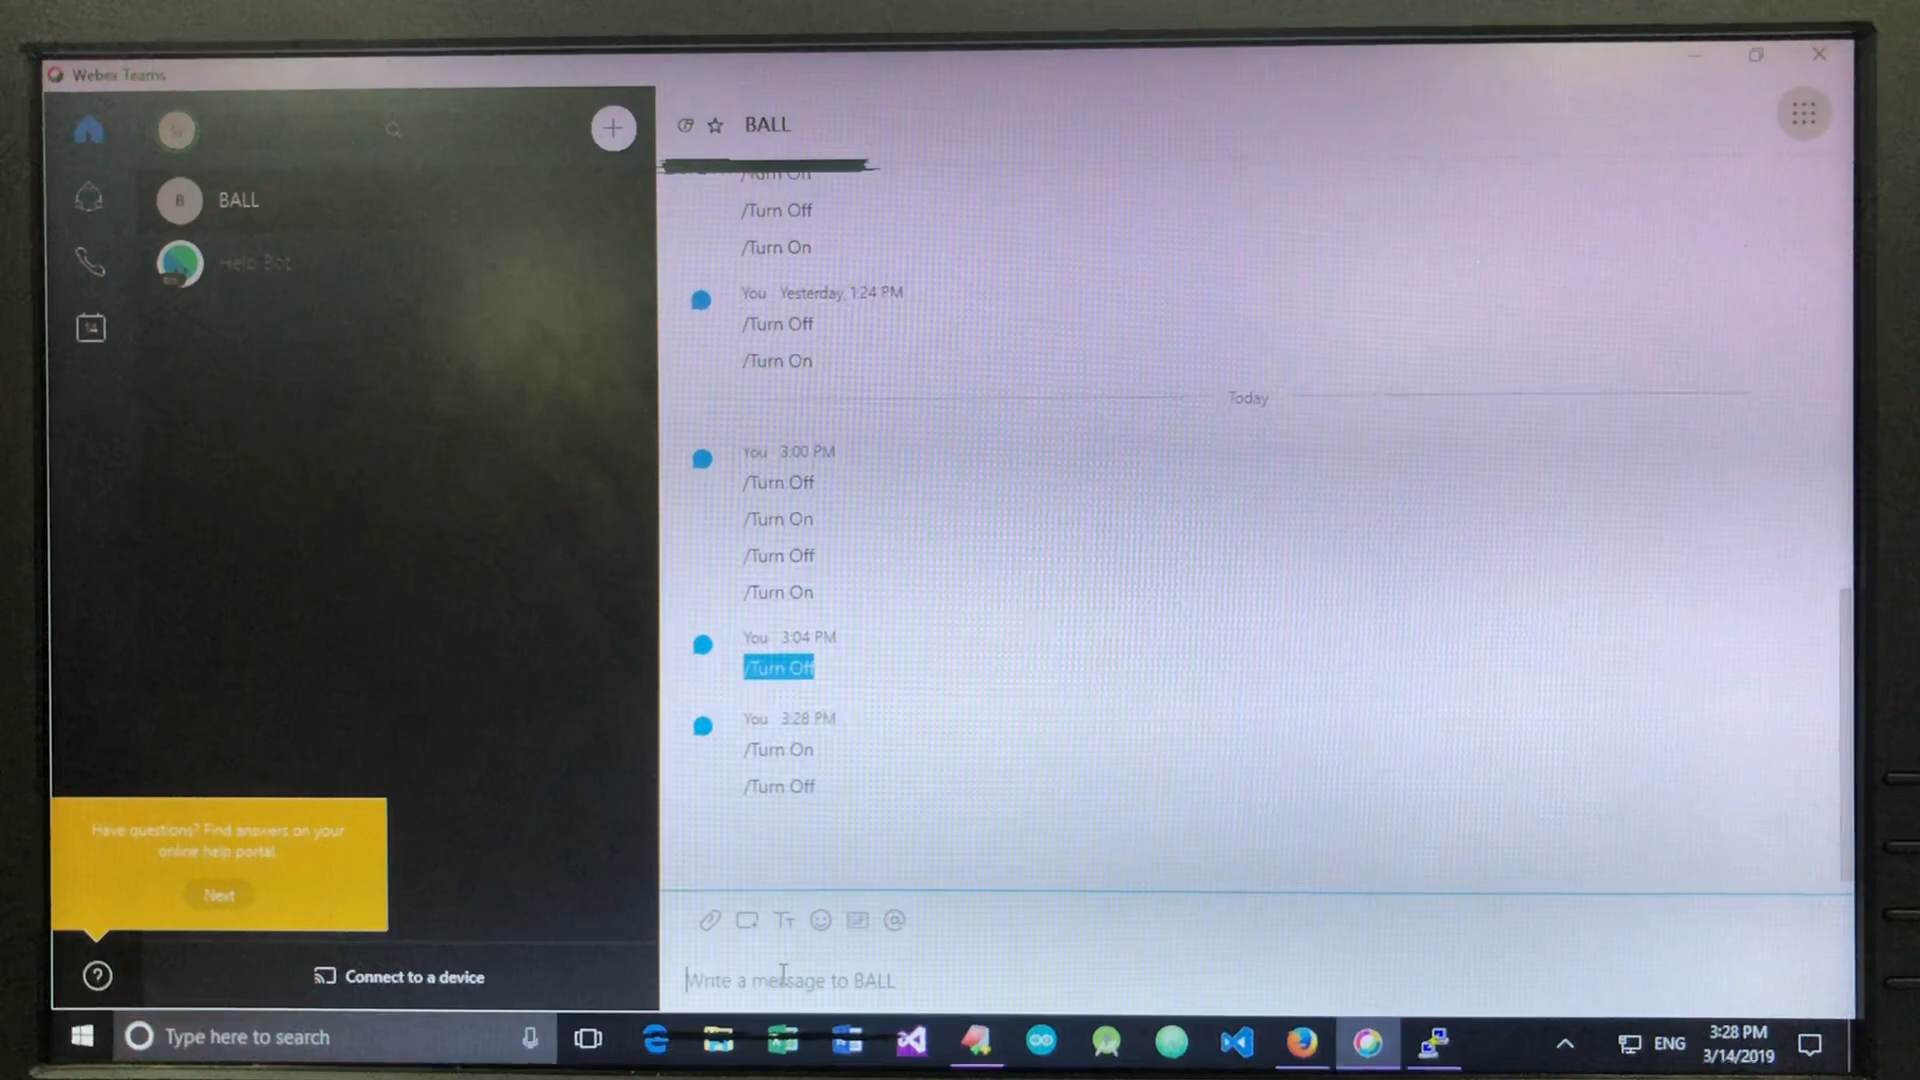 Webex Teams
BALL
B
BALL
Help Bot
14
/Turn Off
/Turn On
You Yesterday, 1:24 PM
/Turn Off
/Turn On
Today
You 3:00 PM
/Turn Off
/Turn On
/Turn Off
/Turn On
You 3:04 PM
/Turn Off
You 3:28 PM
/Turn On
/Turn Off
Have questions? Find answers on your
online help portal.
Next
Connect to a device
Write a message to BALL
Type here to search
ENG
3:28 PM
3/14/2019